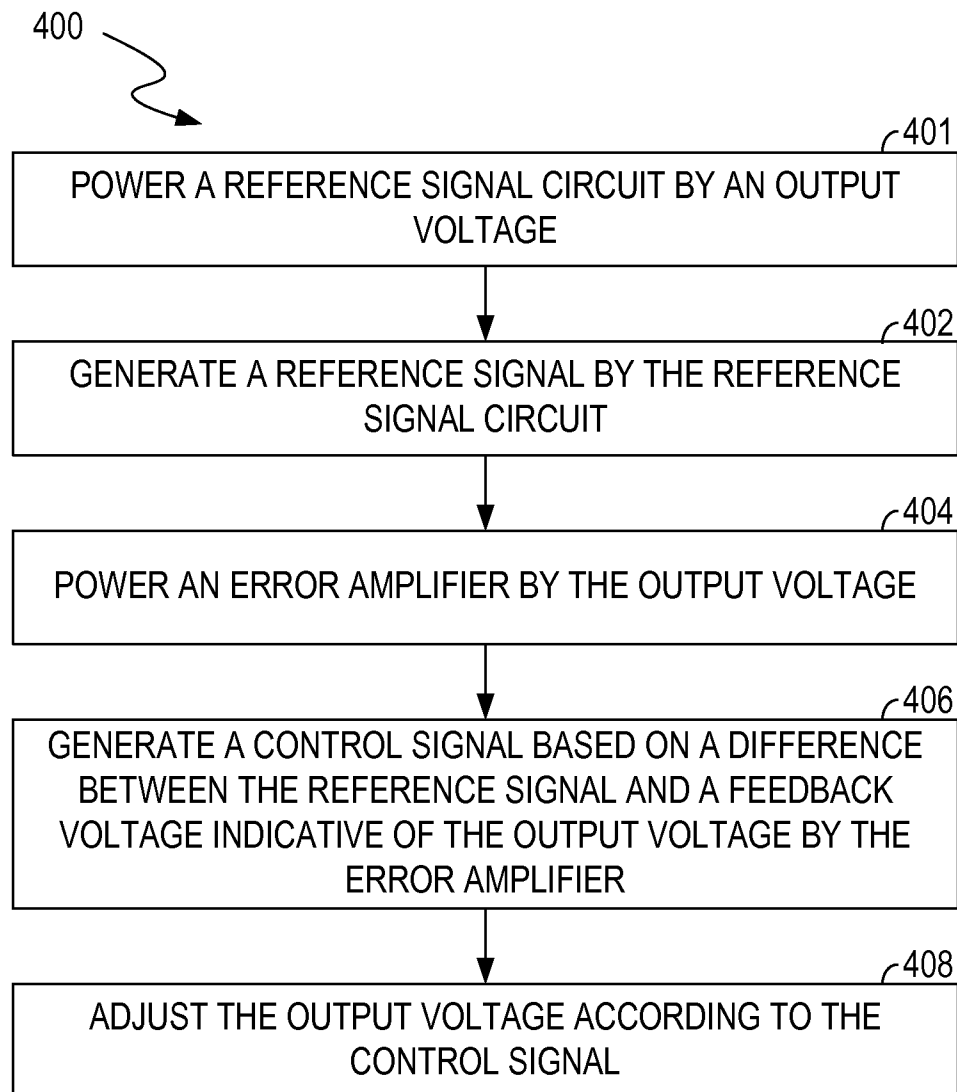 400
401
POWER A REFERENCE SIGNAL CIRCUIT BY AN OUTPUT
VOLTAGE
402
GENERATE A REFERENCE SIGNAL BY THE REFERENCE
SIGNAL CIRCUIT
404
POWER AN ERROR AMPLIFIER BY THE OUTPUT VOLTAGE
406
GENERATE A CONTROL SIGNAL BASED ON A DIFFERENCE
BETWEEN THE REFERENCE SIGNAL AND A FEEDBACK
VOLTAGE INDICATIVE OF THE OUTPUT VOLTAGE BY THE
ERROR AMPLIFIER
408
ADJUST THE OUTPUT VOLTAGE ACCORDING TO THE
CONTROL SIGNAL